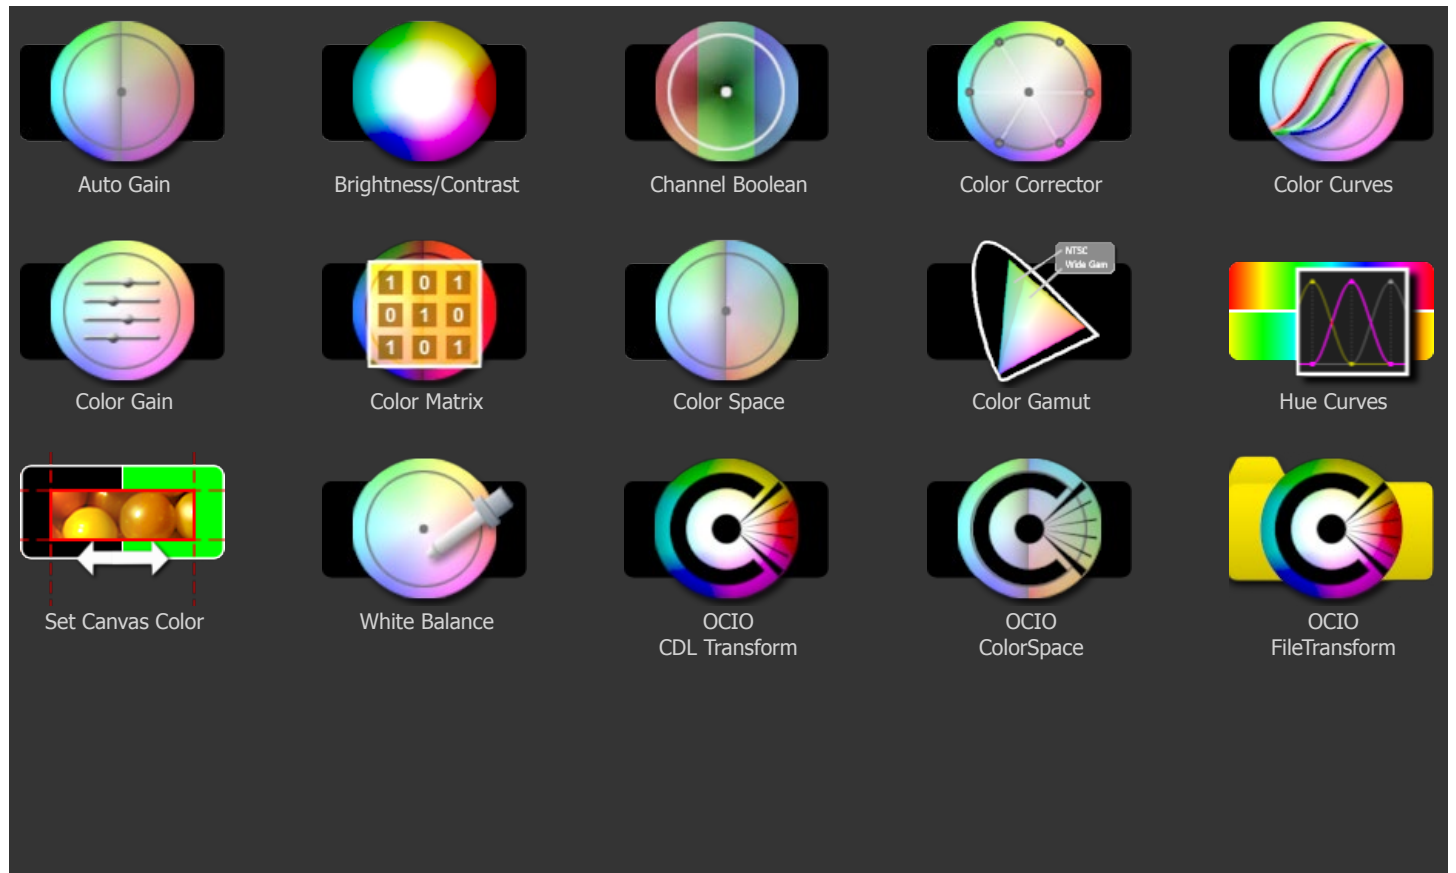 Auto Gain
Brightness/Contrast
Channel Boolean
Color Corrector
Color Curves
NTSC
Wide Gam
1 0 1
0 1 0
1 0 1
Color Gain
Color Matrix
Color Space
Color Gamut
Hue Curves
Set Canvas Color
White Balance
OCIO
CDL Transform
OCIO
ColorSpace
OCIO
FileTransform